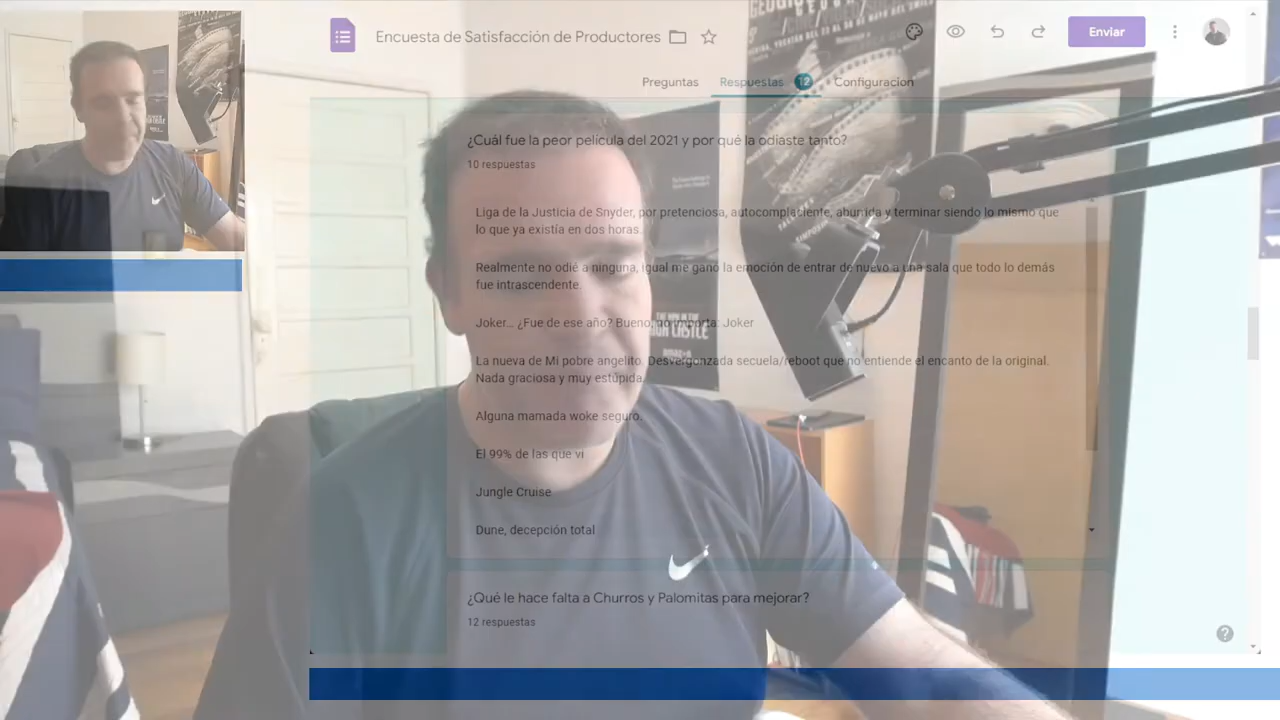 Encuesta de Satisfacción de Productores
Enviar
Preguntas
Respuestas
12
Configuracion
¿Cuál fue la peor película del 2021 y por qué la odiaste tanto?
10 respuestas
Liga de la Justicia de Snyder, por pretenciosa, autocomplaciente, aburrida y terminar siendo lo mismo que
lo que ya existía en dos horas.
Realmente no odié a ninguna, igual me ganó la emoción de entrar de nuevo a una sala que todo lo demás
fue intrascendente.
Joker... ¿Fue de ese año? Bueno, no importa: Joker
La nueva de Mi pobre angelito. Desvergonzada secuela/reboot que no entiende el encanto de la original.
Nada graciosa y muy estúpida.
Alguna mamada woke seguro.
El 99% de las que vi
Jungle Cruise
Dune, decepción total
¿Qué le hace falta a Churros y Palomitas para mejorar?
12 respuestas